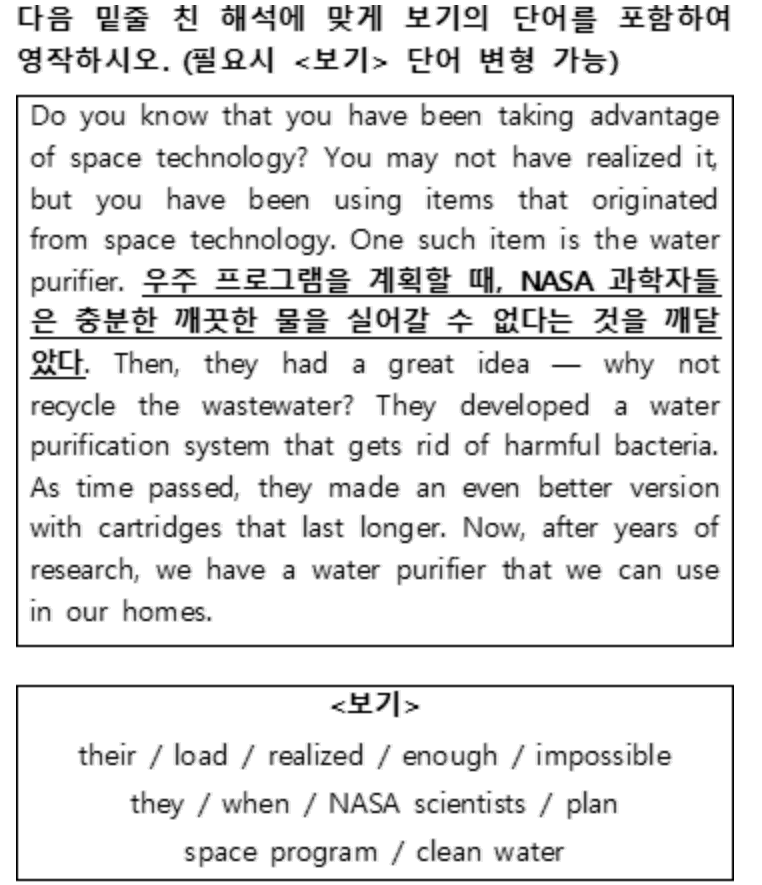 다음 밑줄 친 해석에 맞게 보기의 단어를 포함하여
영작하시오. (필요시 <보기> 단어 변형 가능)
Do you know that you have been taking advantage
of space technology? You may not have realized it,
but you have been using items that originated
from space technology. One such item is the water
purifier. 우주 프로그램을 계획할 때, NASA 과학자들
은 충분한 깨끗한 물을 실어갈 수 없다는 것을 깨달
았다. Then, they had a great idea — why not
recycle the wastewater? They developed a water
purification system that gets rid of harmful bacteria.
As time passed, they made an even better version
with cartridges that last longer. Now, after years of
research, we have a water purifier that we can use
in our homes.
<보기>
their / load / realized / enough / impossible
they / when / NASA scientists / plan
space program / clean water